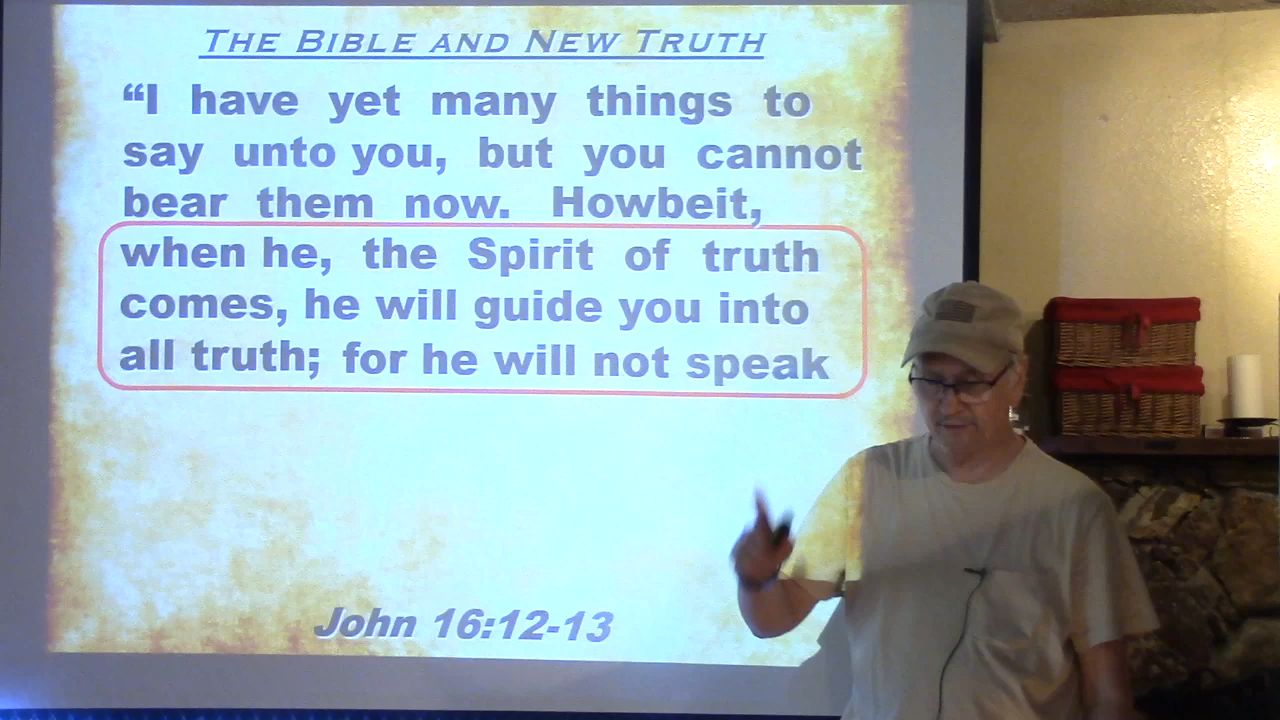 The Bible and New Truth
“I have yet many things to
say unto you, but you cannot
bear them now. Howbeit,
when he, the Spirit of truth
comes, he will guide you into
all truth; for he will not speak
John 16:12-13